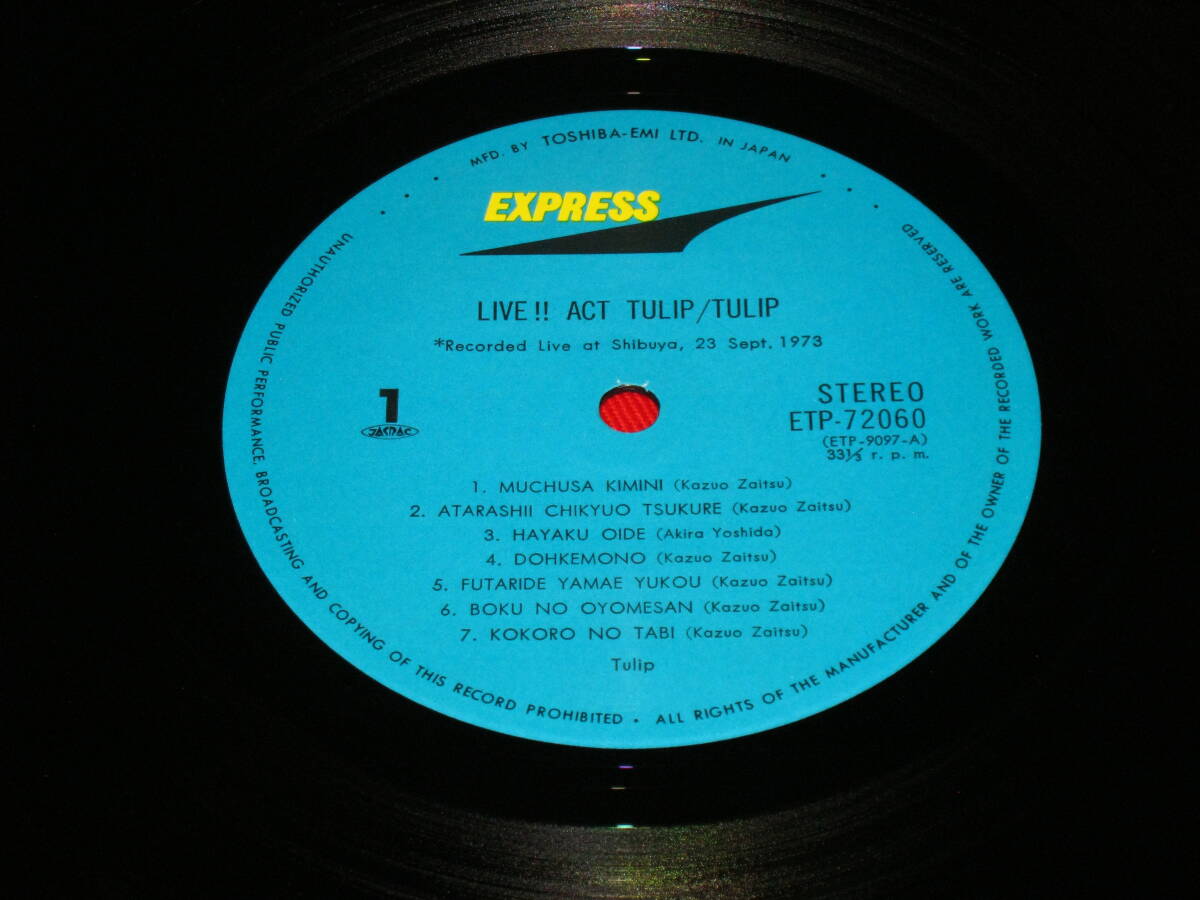 MFD. BY TOSHIBA-EMI LTD. IN JAPAN
EXPRESS
LIVE!! ACT TULIP/TULIP
*Recorded Live at Shibuya, 23 Sept. 1973
1
JASRAC
STEREO
ETP-72060
(ETP-9097-A)
33⅓ r. p. m.
1. MUCHUSA KIMINI (Kazuo Zaitsu)
2. ATARASHII CHIKYUO TSUKURE (Kazuo Zaitsu)
3. HAYAKU OIDE (Akira Yoshida)
4. DOHKEMONO (Kazuo Zaitsu)
5. FUTARIDE YAMAE YUKOU (Kazuo Zaitsu)
6. BOKU NO OYOMESAN (Kazuo Zaitsu)
7. KOKORO NO TABI (Kazuo Zaitsu)
Tulip
UNAUTHORIZED PUBLIC PERFORMANCE, BROADCASTING AND COPYING OF THIS RECORD PROHIBITED • ALL RIGHTS OF THE MANUFACTURER AND OF THE OWNER OF THE RECORDED WORK ARE RESERVED